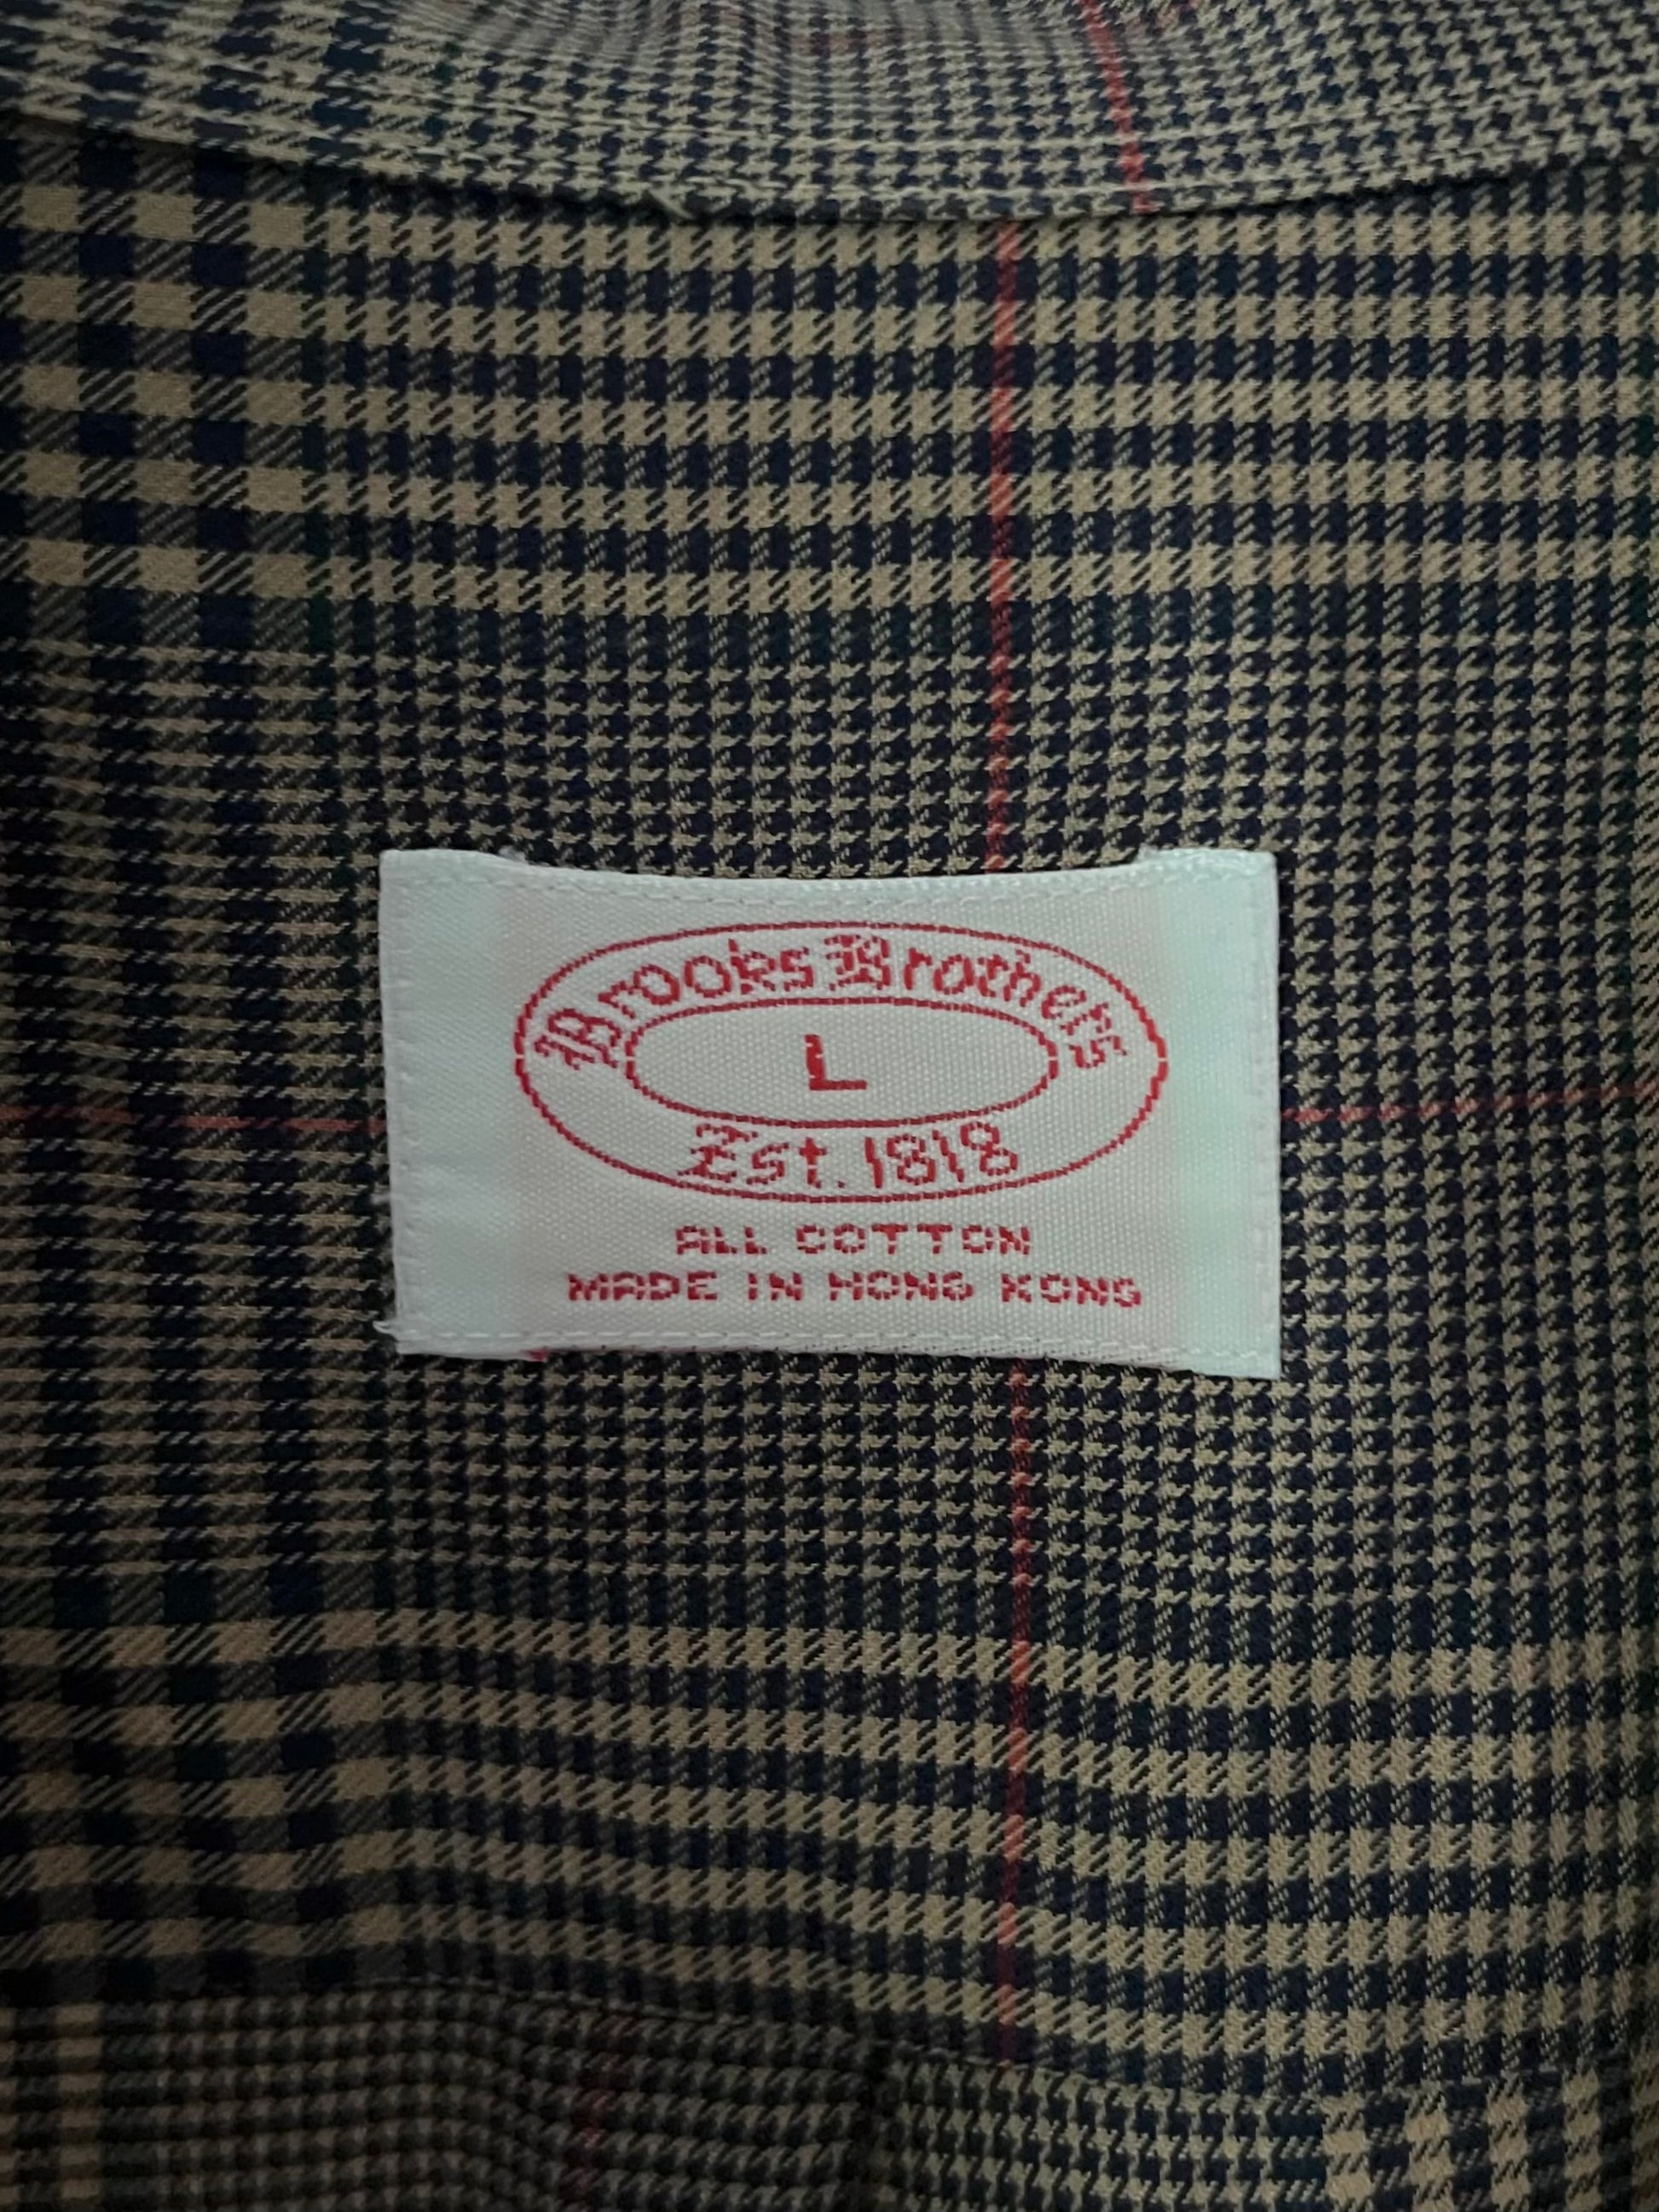 Brooks Brothers
L
Est. 1818
ALL COTTON
MADE IN HONG KONG